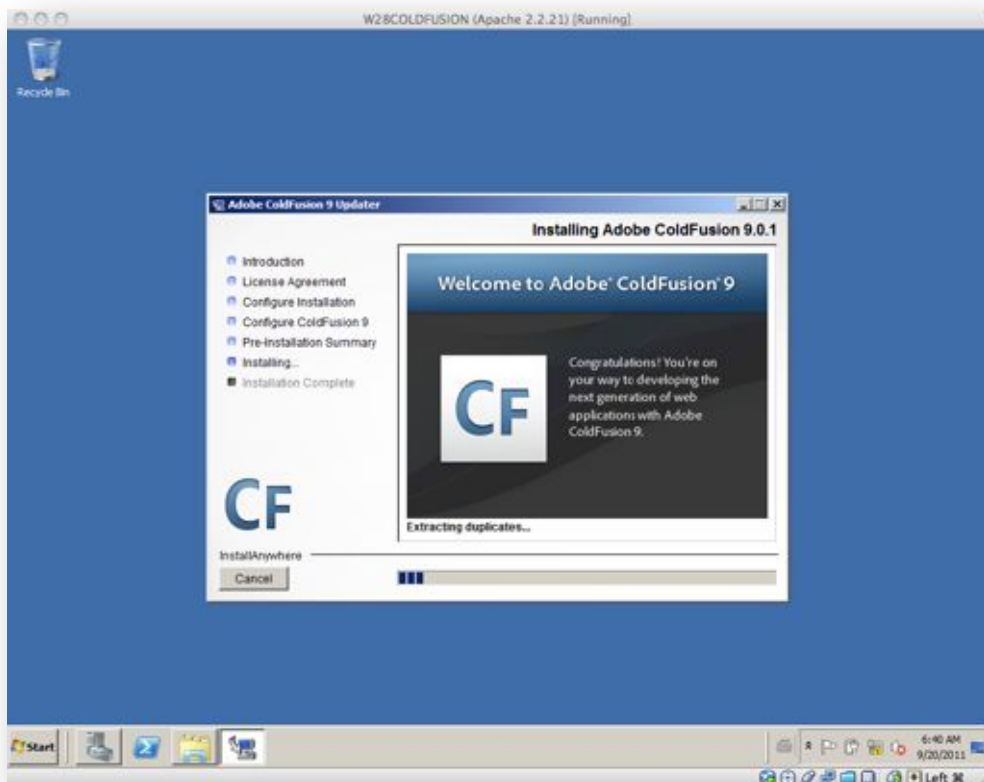 W28COLDFUSION (Apache 2.2.21) [Running]
Recycle Bin
Adobe ColdFusion 9 Updater
Installing Adobe ColdFusion 9.0.1
Introduction
License Agreement
Configure Installation
Configure ColdFusion 9
Pre-Installation Summary
Installing...
Installation Complete
Welcome to Adobe® ColdFusion® 9
CF
Congratulations! You're on
your way to developing the
next generation of web
applications with Adobe
ColdFusion 9.
CF
Extracting duplicates...
InstallAnywhere
Cancel
Start
6:40 AM
9/20/2011
Left ⌘